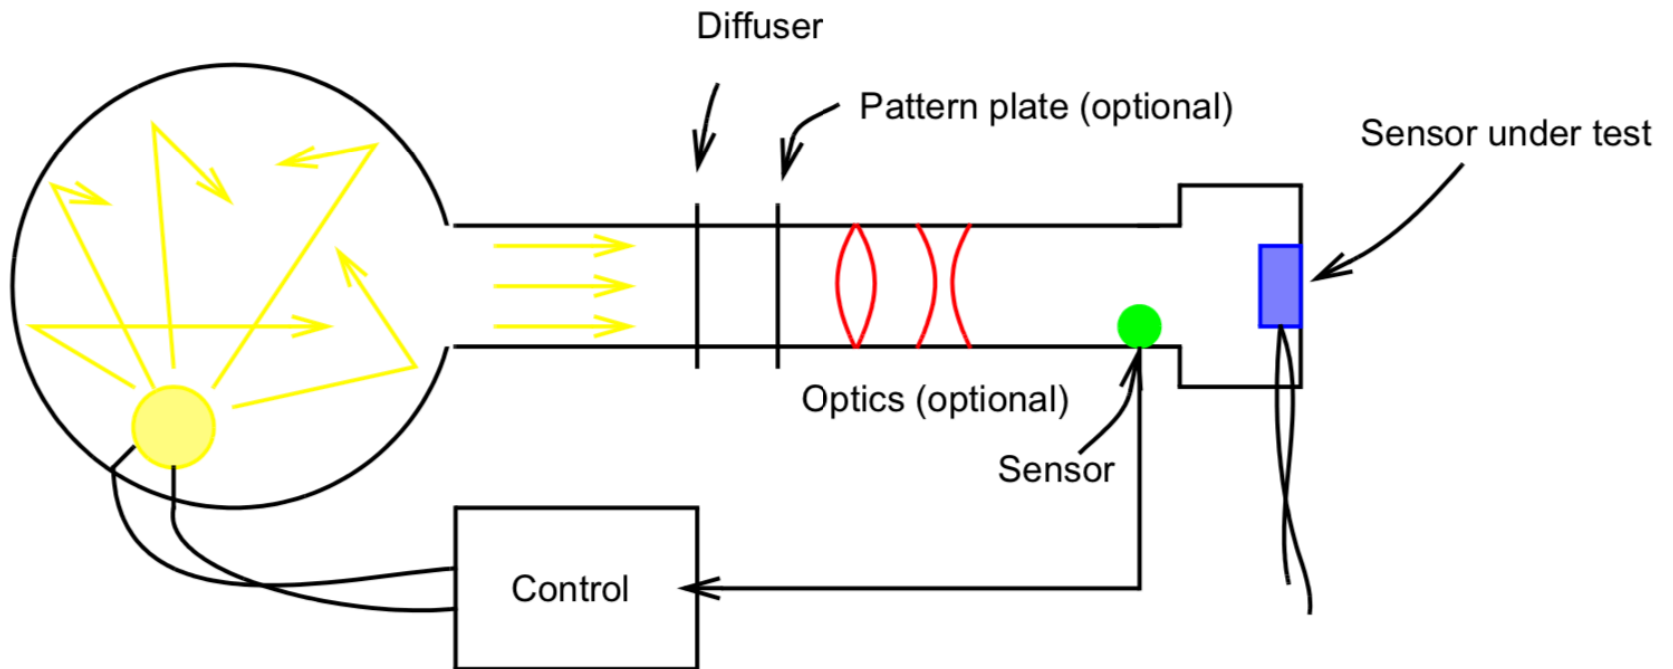 Diffuser
Pattern plate (optional)
Sensor under test
Optics (optional)
Sensor
Control